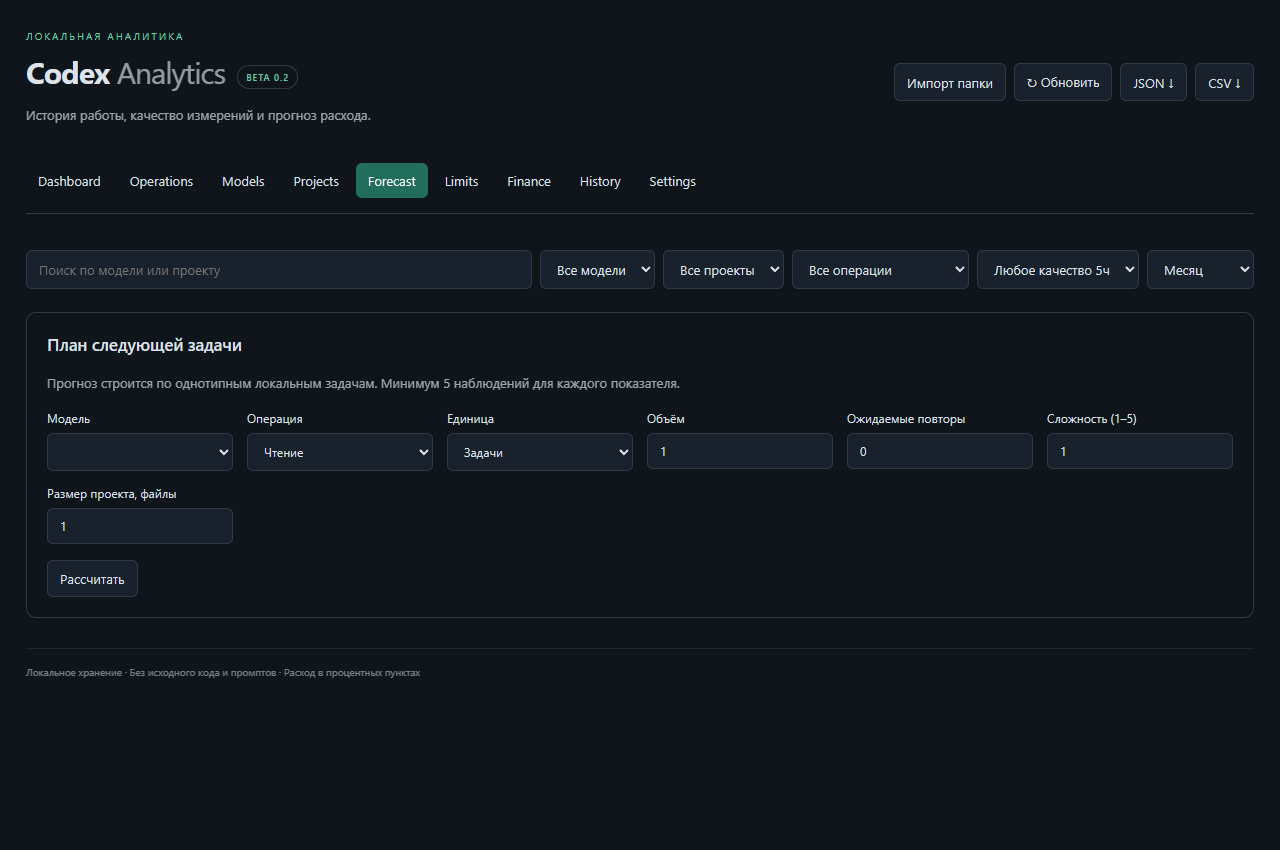 ЛОКАЛЬНАЯ АНАЛИТИКА
Codex Analytics BETA 0.2
Импорт папки ↻ Обновить JSON ↓ CSV ↓
История работы, качество измерений и прогноз расхода.
Dashboard Operations Models Projects Forecast Limits Finance History Settings
Поиск по модели или проекту Все модели Все проекты Все операции Любое качество 5ч Месяц
План следующей задачи
Прогноз строится по однотипным локальным задачам. Минимум 5 наблюдений для каждого показателя.
Модель Операция Единица Объём Ожидаемые повторы Сложность (1–5)
Чтение Задачи 1 0 1
Размер проекта, файлы
1
Рассчитать
Локальное хранение · Без исходного кода и промптов · Расход в процентных пунктах